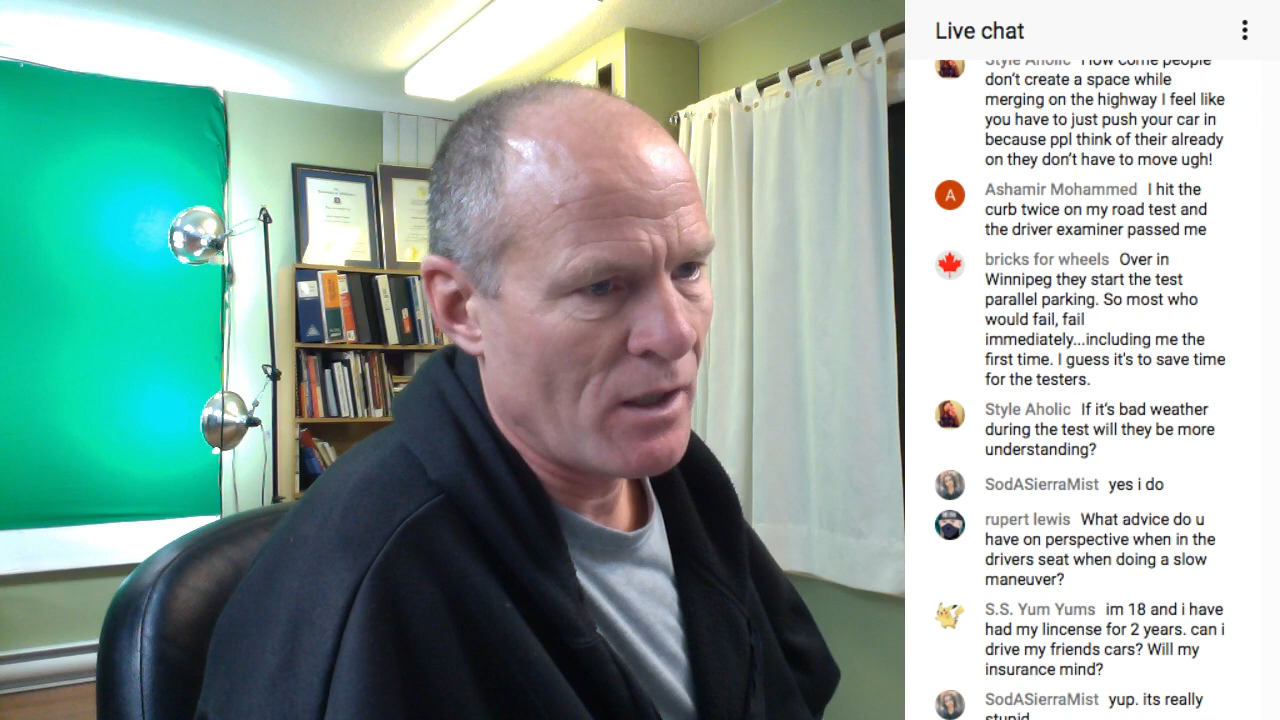 Live chat
Style Aholic How come people
don't create a space while
merging on the highway I feel like
you have to just push your car in
because ppl think of their already
on they don't have to move ugh!
A
Ashamir Mohammed I hit the
curb twice on my road test and
the driver examiner passed me
bricks for wheels Over in
Winnipeg they start the test
parallel parking. So most who
would fail, fail
immediately...including me the
first time. I guess it's to save time
for the testers.
Style Aholic If it's bad weather
during the test will they be more
understanding?
SodASierraMist yes i do
rupert lewis What advice do u
have on perspective when in the
drivers seat when doing a slow
maneuver?
S.S. Yum Yums im 18 and i have
had my lincense for 2 years. can i
drive my friends cars? Will my
insurance mind?
SodASierraMist yup. its really
stupid